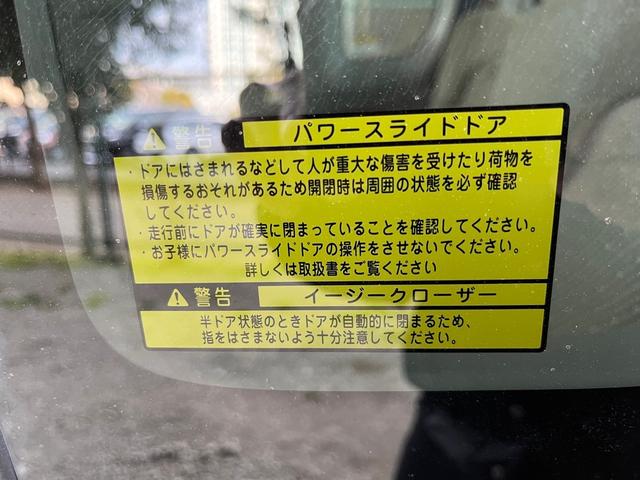 警告 パワースライドドア
・ドアにはさまれるなどして人が重大な傷害を受けたり荷物を
損傷するおそれがあるため開閉時は周囲の状態を必ず確認
してください。
・走行前にドアが確実に閉まっていることを確認してください。
・お子様にパワースライドドアの操作をさせないでください。
詳しくは取扱書をご覧ください
警告 イージークローザー
半ドア状態のときドアが自動的に閉まるため、
指をはさまないよう十分注意してください。